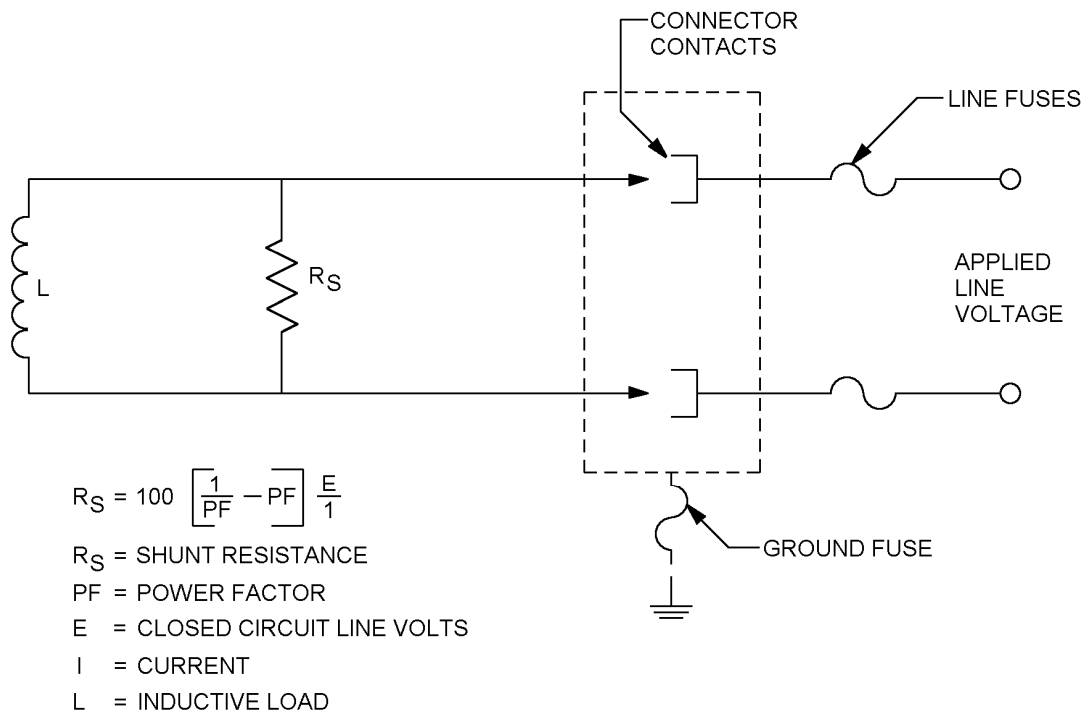 CONNECTOR
CONTACTS
LINE FUSES
L
RS
APPLIED
LINE
VOLTAGE
RS = 100 [1/PF — PF] E/1
GROUND FUSE
RS = SHUNT RESISTANCE
PF = POWER FACTOR
E = CLOSED CIRCUIT LINE VOLTS
I = CURRENT
L = INDUCTIVE LOAD